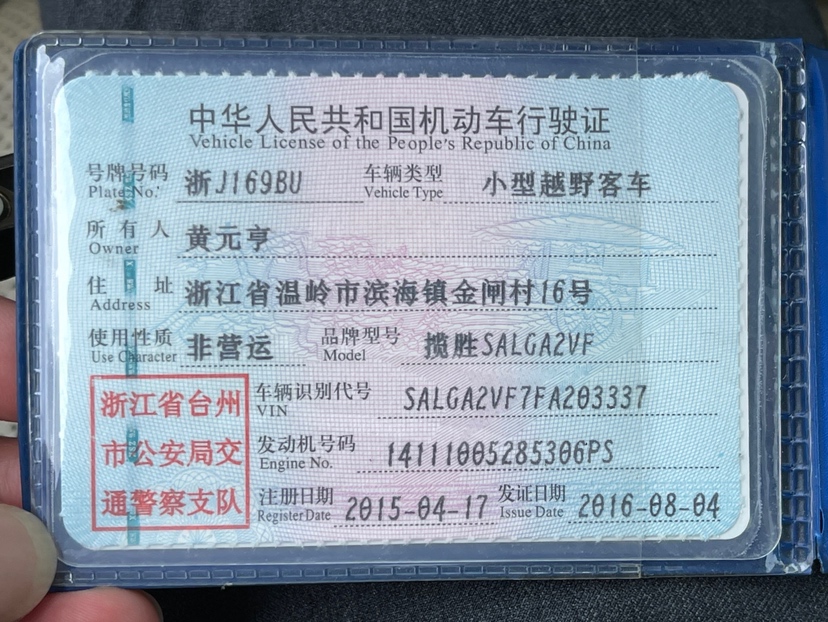 中华人民共和国机动车行驶证
Vehicle License of the People's Republic of China
号牌号码 浙J169BU 车辆类型 小型越野客车
Plate No. Vehicle Type
所有人 黄元亨
Owner
住址 浙江省温岭市滨海镇金闸村16号
Address
使用性质 非营运 品牌型号 揽胜SALGA2VF
Use Character Model
浙江省台州
市公安局交
通警察支队
车辆识别代号 SALGA2VF7FA203337
VIN
发动机号码 14111005285306PS
Engine No.
注册日期 2015-04-17 发证日期 2016-08-04
Register Date Issue Date